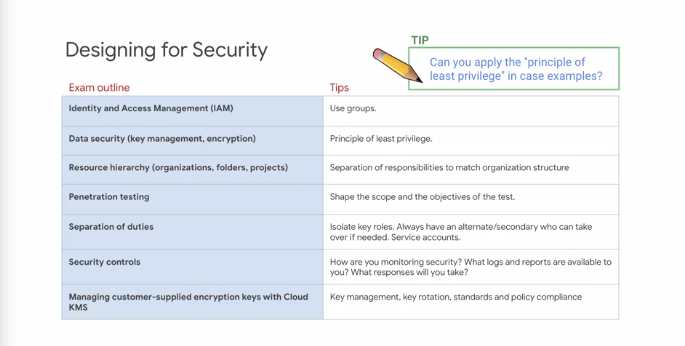 Designing for Security
TIP
Can you apply the "principle of
least privilege" in case examples?
Exam outline
Tips
Identity and Access Management (IAM)
Use groups.
Data security (key management, encryption)
Principle of least privilege.
Resource hierarchy (organizations, folders, projects)
Separation of responsibilities to match organization structure
Penetration testing
Shape the scope and the objectives of the test.
Separation of duties
Isolate key roles. Always have an alternate/secondary who can take
over if needed. Service accounts.
Security controls
How are you monitoring security? What logs and reports are available to
you? What responses will you take?
Managing customer-supplied encryption keys with Cloud
KMS
Key management, key rotation, standards and policy compliance